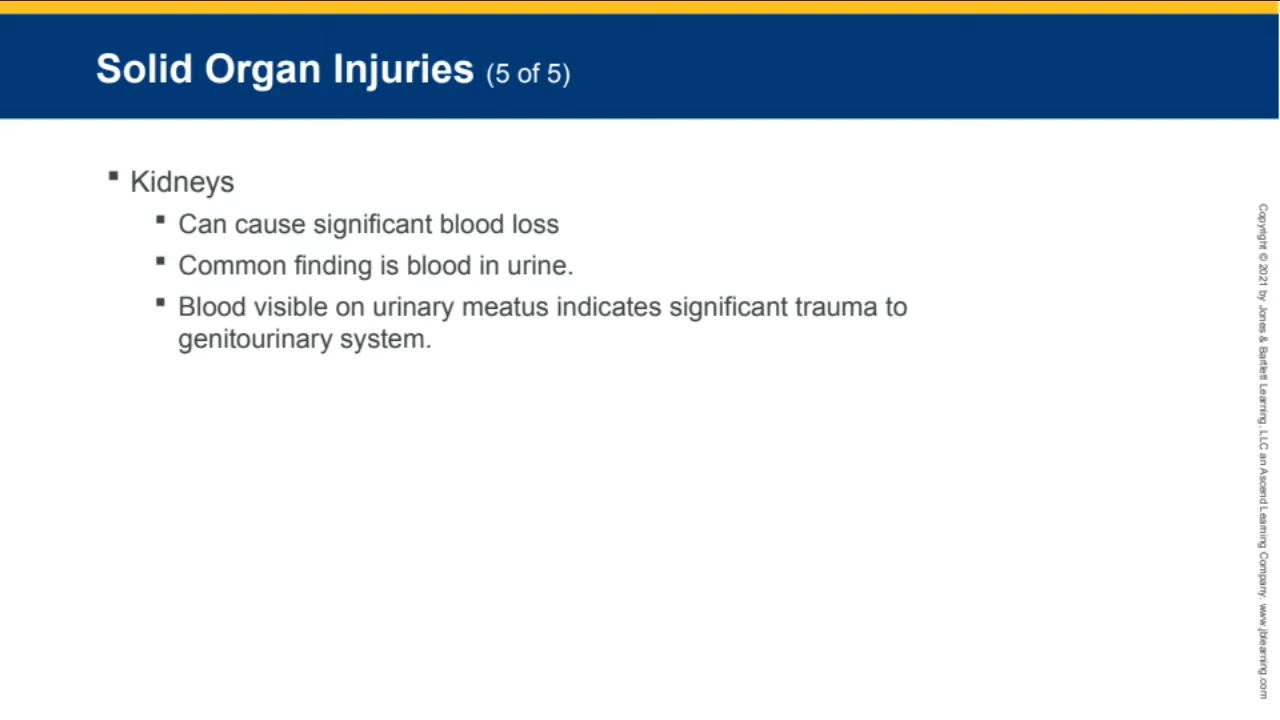 Solid Organ Injuries (5 of 5)
▪ Kidneys
▪ Can cause significant blood loss
▪ Common finding is blood in urine.
▪ Blood visible on urinary meatus indicates significant trauma to
genitourinary system.
Copyright © 2021 by Jones & Bartlett Learning, LLC an Ascend Learning Company. www.jblearning.com